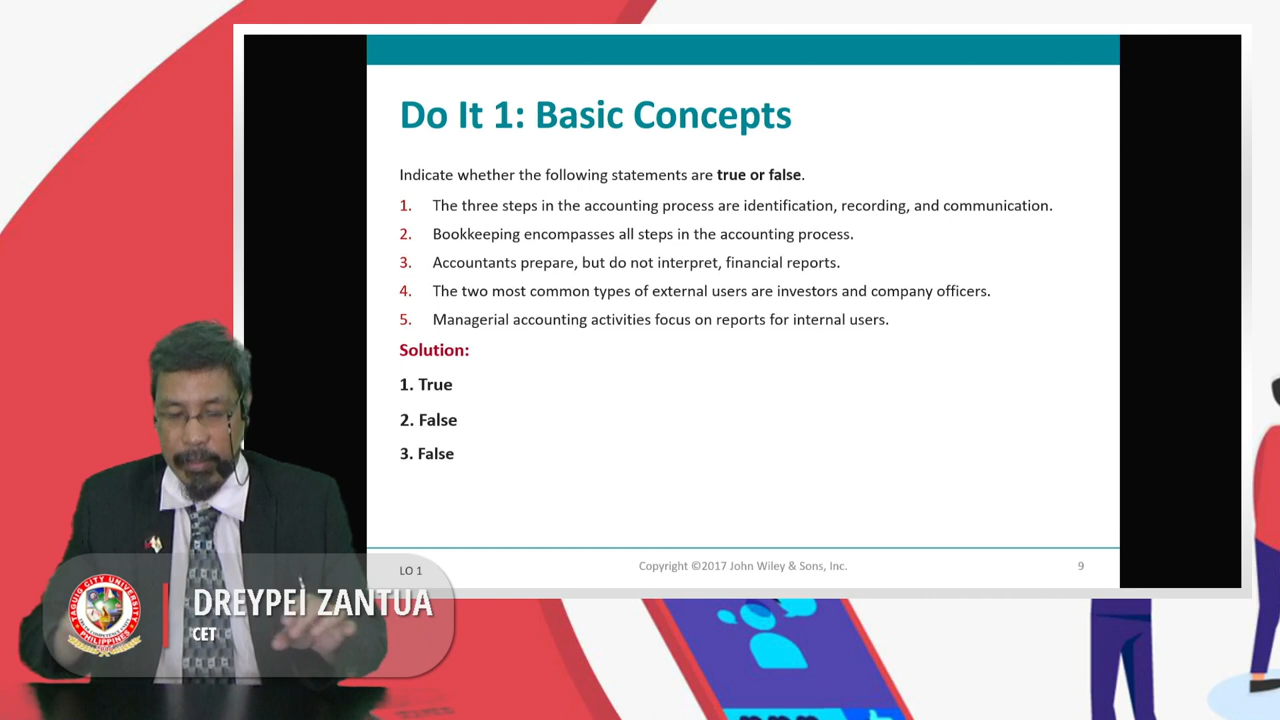 Do It 1: Basic Concepts
Indicate whether the following statements are true or false.
1. The three steps in the accounting process are identification, recording, and communication.
2. Bookkeeping encompasses all steps in the accounting process.
3. Accountants prepare, but do not interpret, financial reports.
4. The two most common types of external users are investors and company officers.
5. Managerial accounting activities focus on reports for internal users.
Solution:
1. True
2. False
3. False
LO 1
Copyright ©2017 John Wiley & Sons, Inc.
9
TAGUIG CITY UNIVERSITY
PHILIPPINES
DREYPEI ZANTUA
CET